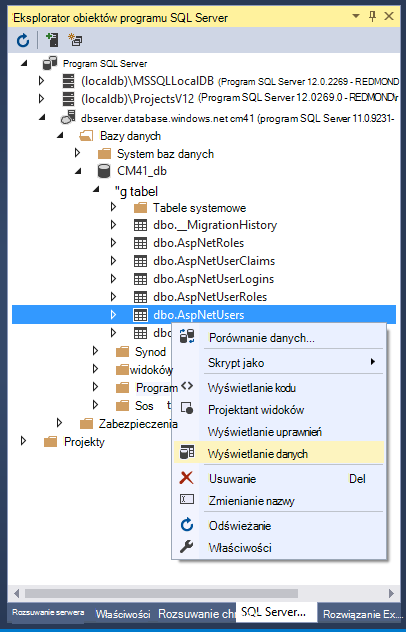 Eksplorator obiektów programu SQL Server
Program SQL Server
(localdb)\MSSQLLocalDB (Program SQL Server 12.0.2269 - REDMOND
(localdb)\ProjectsV12 (Program SQL Server 12.0269.0 - REDMOND\r
dbserver.database.windows.net cm41 (program SQL Server 11.0.9231-
Bazy danych
System baz danych
CM41_db
"g tabel
Tabele systemowe
dbo.__MigrationHistory
dbo.AspNetRoles
dbo.AspNetUserClaims
dbo.AspNetUserLogins
dbo.AspNetUserRoles
dbo.AspNetUsers
dbo
Porównanie danych...
Synod
Skrypt jako
widoków
Program
Wyświetlanie kodu
Sos t
Projektant widoków
Zabezpieczenia
Wyświetlanie uprawnień
Projekty
Wyświetlanie danych
Usuwanie Del
Zmienianie nazwy
Odświeżanie
Właściwości
Rozsuwanie serwera Właściwości Rozsuwanie chr SQL Server... Rozwiązanie Ex....